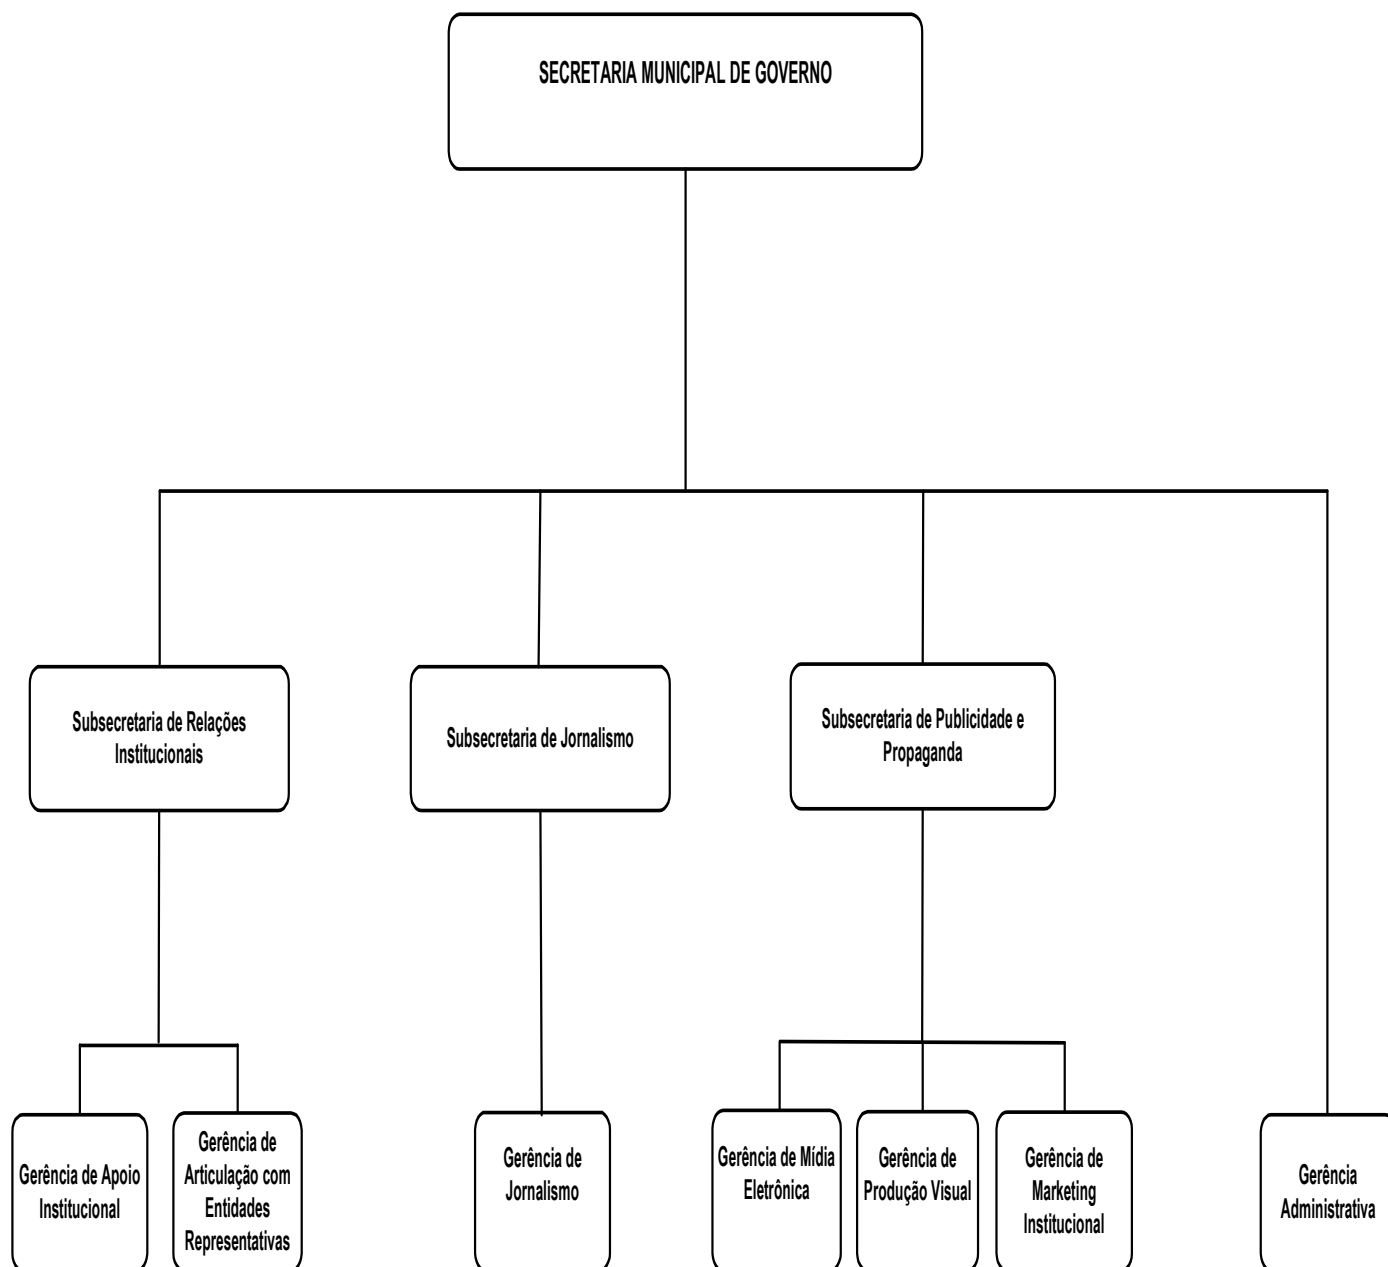 SECRETARIA MUNICIPAL DE GOVERNO
Subsecretaria de Relações
Institucionais
Subsecretaria de Jornalismo
Subsecretaria de Publicidade e
Propaganda
Gerência de Apoio
Institucional
Gerência de
Articulação com
Entidades
Representativas
Gerência de
Jornalismo
Gerência de Mídia
Eletrônica
Gerência de
Produção Visual
Gerência de
Marketing
Institucional
Gerência
Administrativa